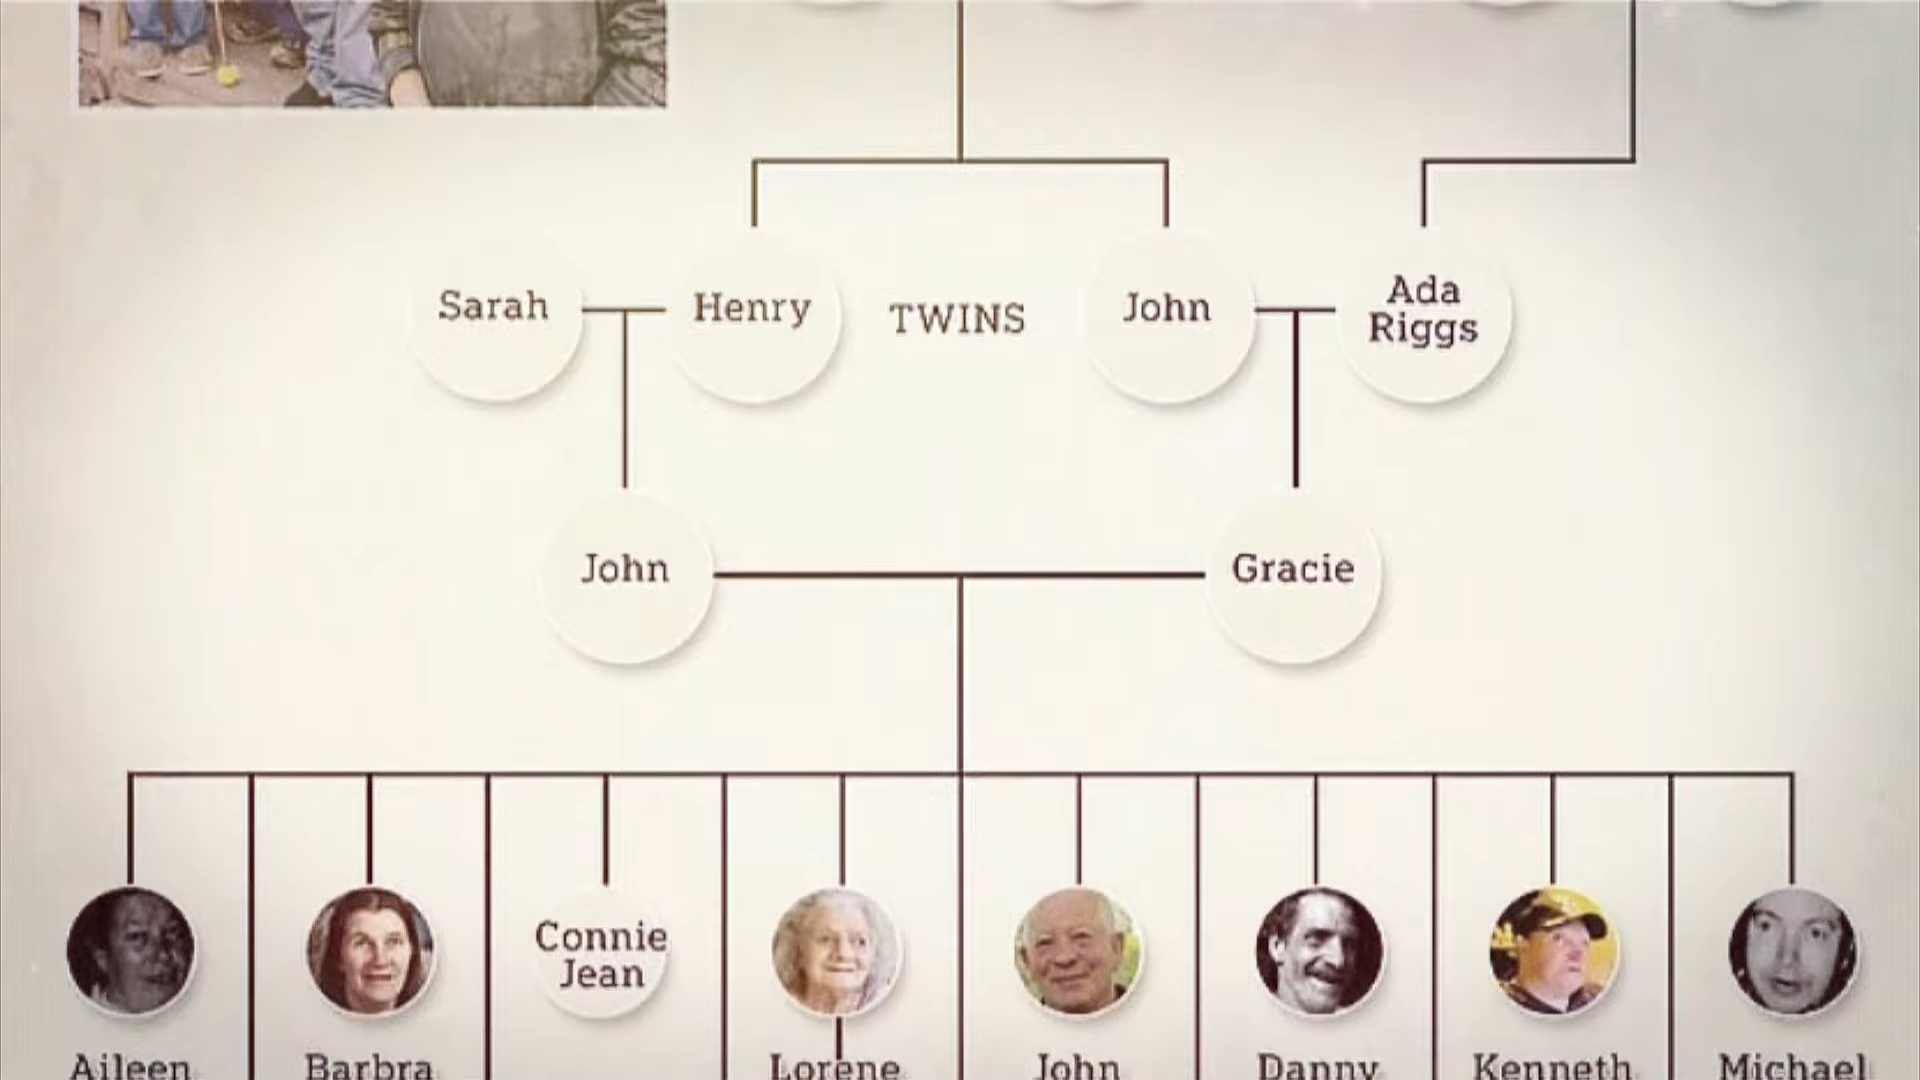 Sarah
Henry
TWINS
John
Ada
Riggs
John
Gracie
Connie
Jean
Aileen
Barbra
Lorene
John
Danny
Kenneth
Michael